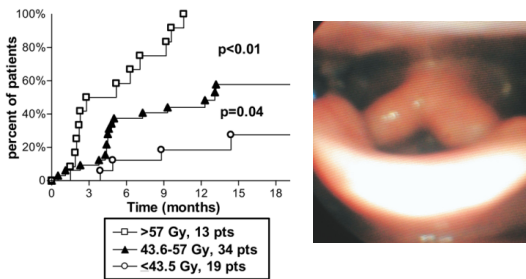 percent of patients
100%
80%
60%
40%
20%
0%
p<0.01
p=0.04
0 3 6 9 12 15 18
Time (months)
>57 Gy, 13 pts
43.6-57 Gy, 34 pts
≤43.5 Gy, 19 pts